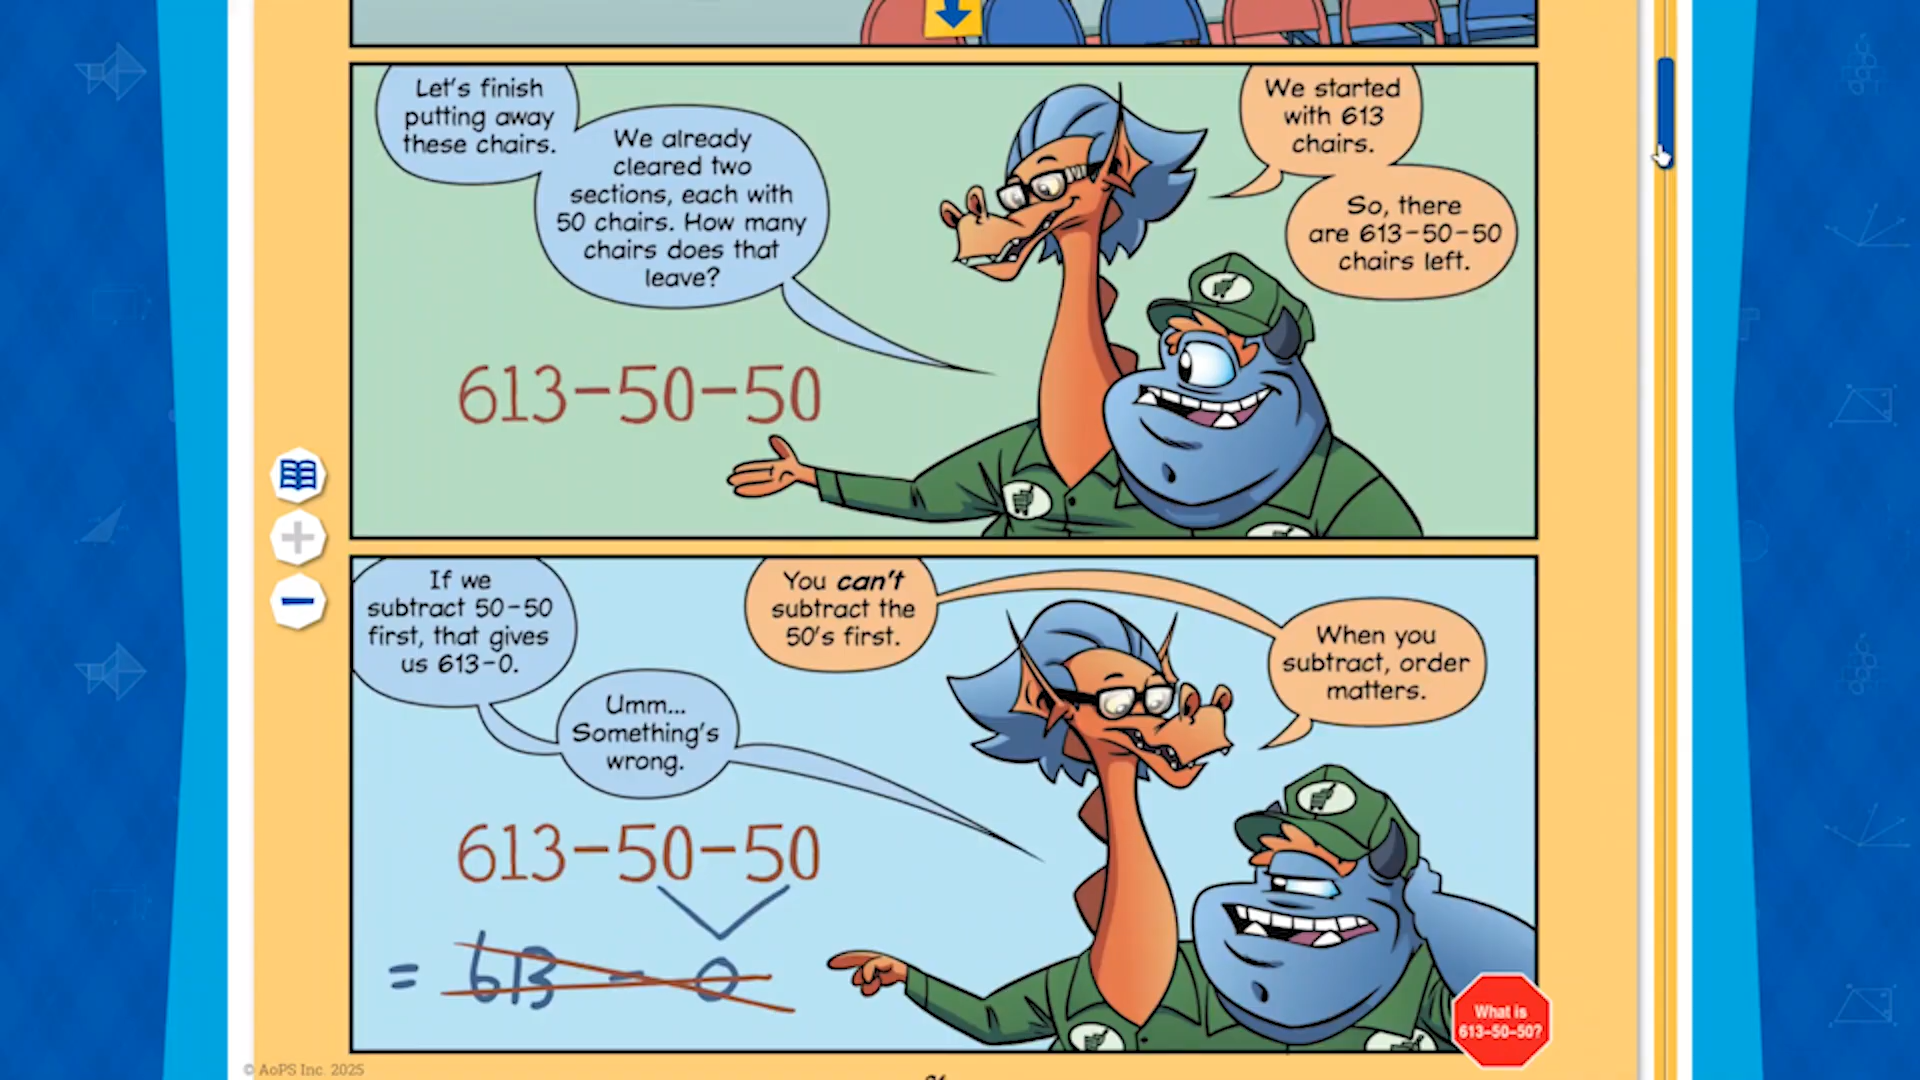 Let's finish
putting away
these chairs.
We already
cleared two
sections, each with
50 chairs. How many
chairs does that
leave?
We started
with 613
chairs.
So, there
are 613-50-50
chairs left.
613-50-50
If we
subtract 50-50
first, that gives
us 613-0.
Umm...
Something's
wrong.
You can't
subtract the
50's first.
When you
subtract, order
matters.
613-50-50
= 613 - 0
What is
613-50-50?
© AoPS Inc. 2025